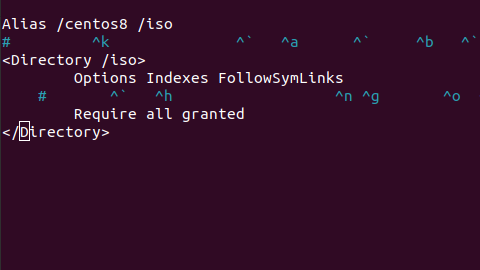 Alias /centos8 /iso
# ^k ^` ^a ^` ^b ^`
<Directory /iso>
Options Indexes FollowSymLinks
# ^` ^h ^n ^g ^o
Require all granted
</Directory>